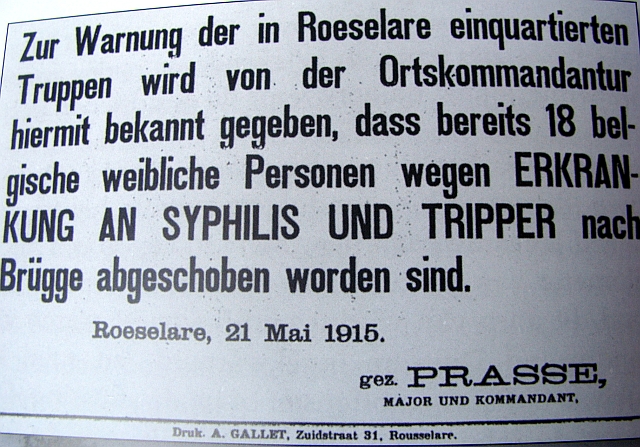 Zur Warnung der in Roeselare einquartierten
Truppen wird von der Ortskommandantur
hiermit bekannt gegeben, dass bereits 18 bel-
gische weibliche Personen wegen ERKRAN-
KUNG AN SYPHILIS UND TRIPPER nach
Brügge abgeschoben worden sind.
Roeselare, 21 Mai 1915.
gez. PRASSE,
MAJOR UND KOMMANDANT,
Druk. A. GALLET, Zuidstraat 31, Rousselare.